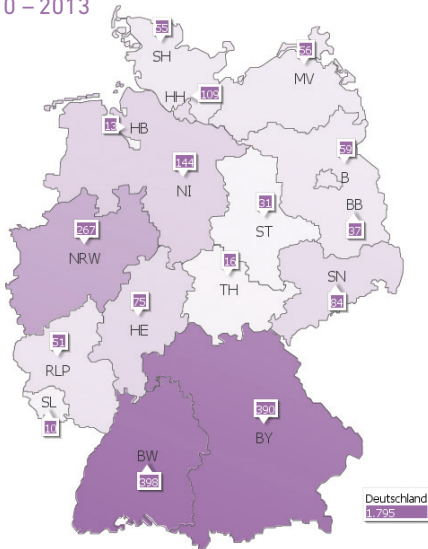 0 – 2013
55
SH
56
MV
HH
109
13
HB
144
NI
59
B
BB
37
31
ST
267
NRW
16
TH
SN
84
75
HE
51
RLP
SL
10
390
BY
BW
398
Deutschland
1.795